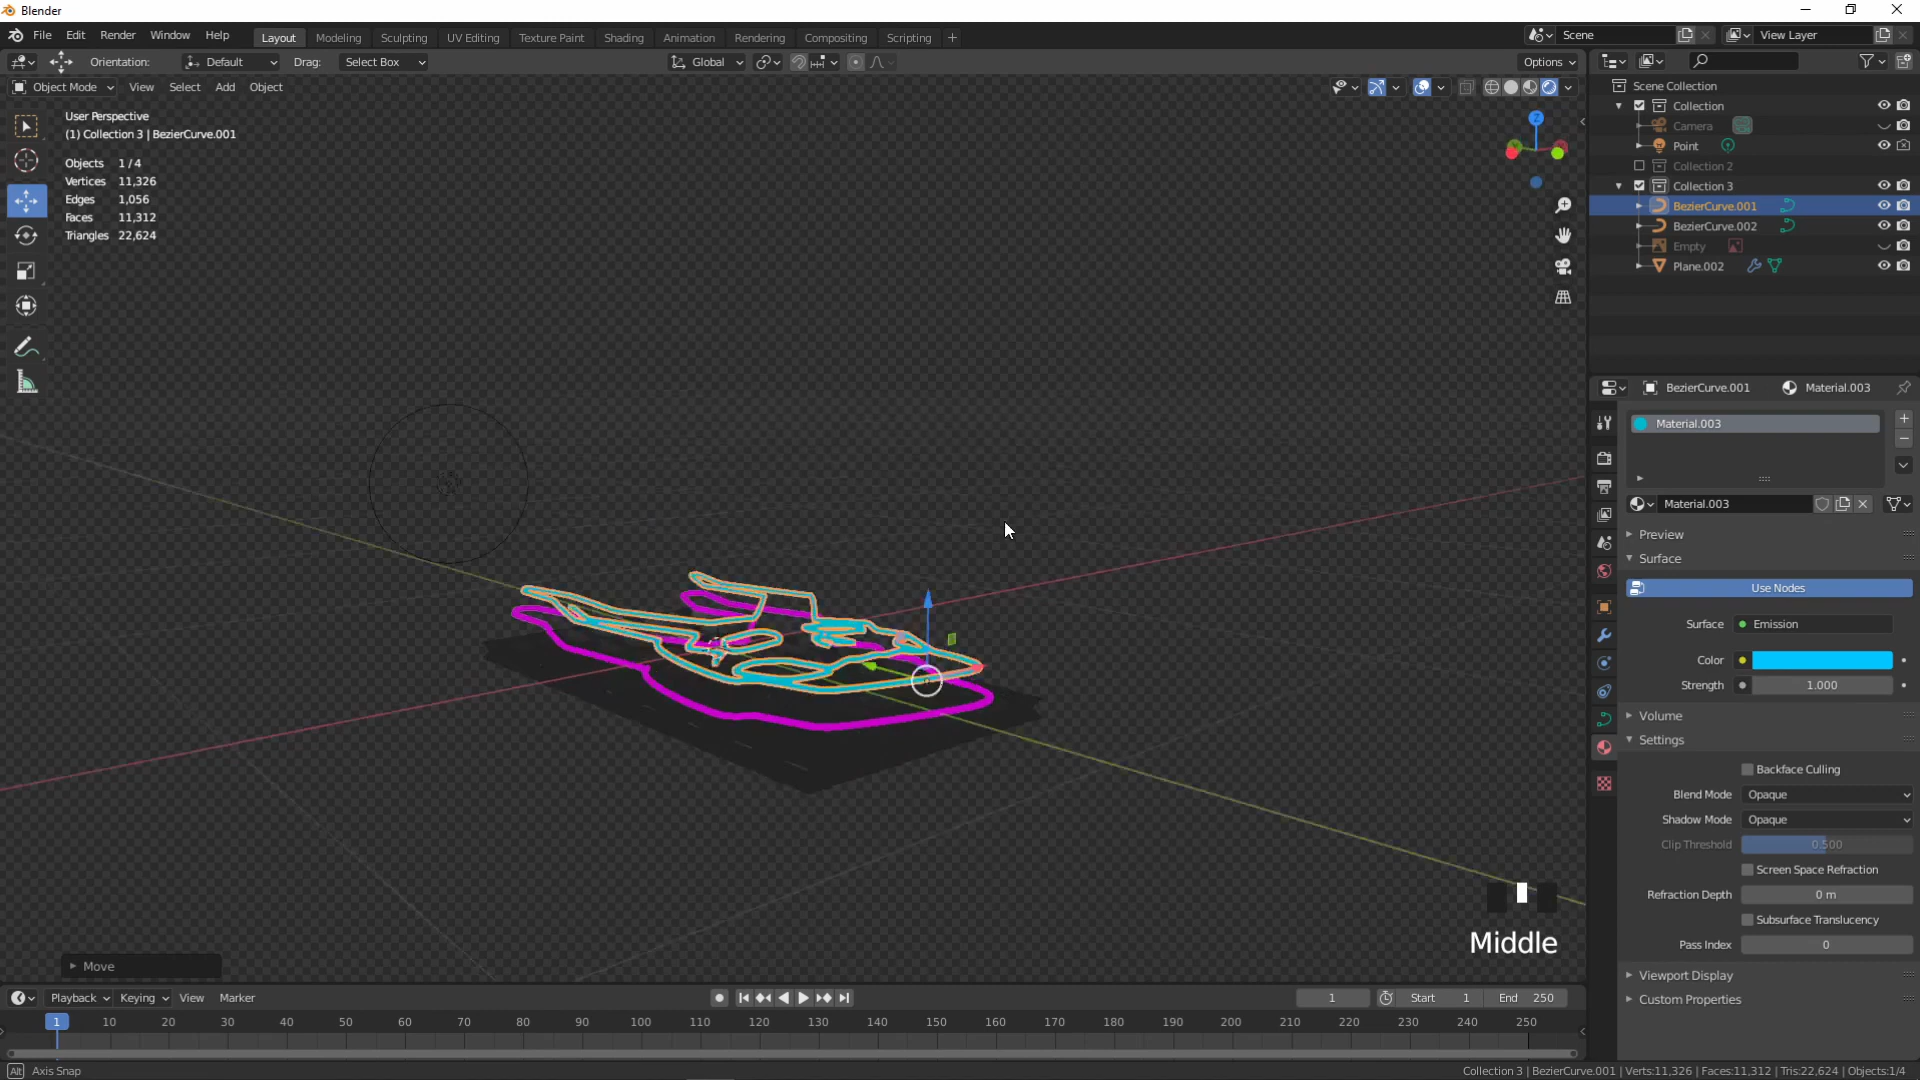 Blender
File Edit Render Window Help Layout Modeling Sculpting UV Editing Texture Paint Shading Animation Rendering Compositing Scripting + Scene View Layer
Orientation: Default Drag: Select Box Global Options
Object Mode View Select Add Object
User Perspective
(1) Collection 3 | BezierCurve.001
Objects 1/4
Vertices 11,326
Edges 1,056
Faces 11,312
Triangles 22,624
Z
Scene Collection
Collection
Camera
Point
Collection 2
Collection 3
BezierCurve.001
BezierCurve.002
Empty
Plane.002
BezierCurve.001 Material.003
Material.003
Material.003
Preview
Surface
Use Nodes
Surface Emission
Color
Strength 1.000
Volume
Settings
Backface Culling
Blend Mode Opaque
Shadow Mode Opaque
Clip Threshold 0.500
Screen Space Refraction
Refraction Depth 0 m
Subsurface Translucency
Pass Index 0
Viewport Display
Custom Properties
Middle
Move
Playback Keying View Marker 1 Start 1 End 250
1 10 20 30 40 50 60 70 80 90 100 110 120 130 140 150 160 170 180 190 200 210 220 230 240 250
Alt Axis Snap
Collection 3 | BezierCurve.001 | Verts:11,326 | Faces:11,312 | Tris:22,624 | Objects:1/4